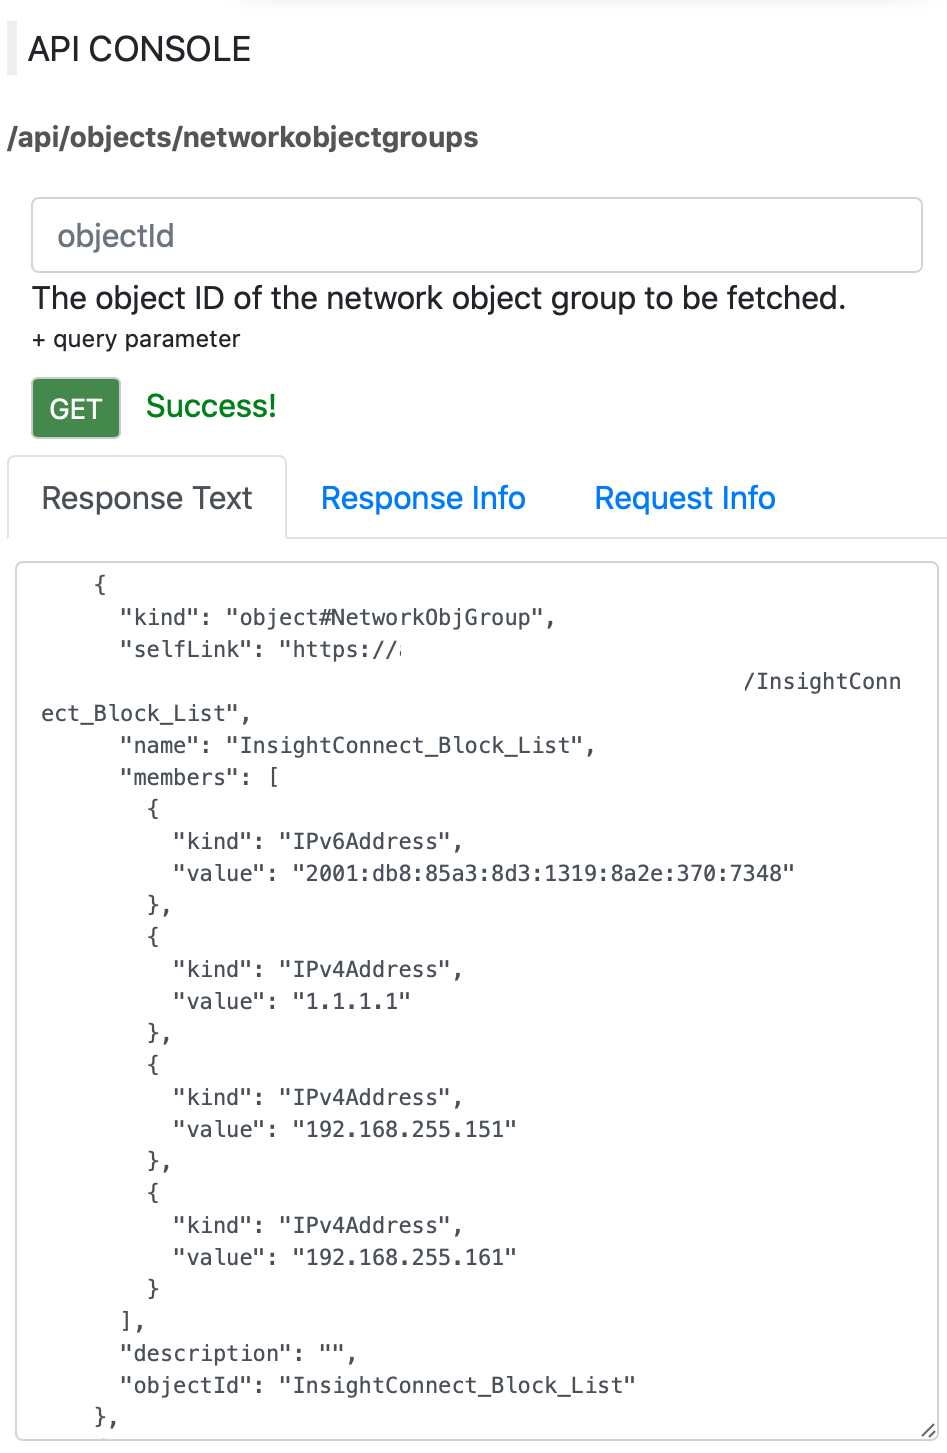 API CONSOLE
/api/objects/networkobjectgroups
objectId
The object ID of the network object group to be fetched.
+ query parameter
GET Success!
Response Text Response Info Request Info
{
"kind": "object#NetworkObjGroup",
"selfLink": "https://
/InsightConn
ect_Block_List",
"name": "InsightConnect_Block_List",
"members": [
{
"kind": "IPv6Address",
"value": "2001:db8:85a3:8d3:1319:8a2e:370:7348"
},
{
"kind": "IPv4Address",
"value": "1.1.1.1"
},
{
"kind": "IPv4Address",
"value": "192.168.255.151"
},
{
"kind": "IPv4Address",
"value": "192.168.255.161"
}
],
"description": "",
"objectId": "InsightConnect_Block_List"
},